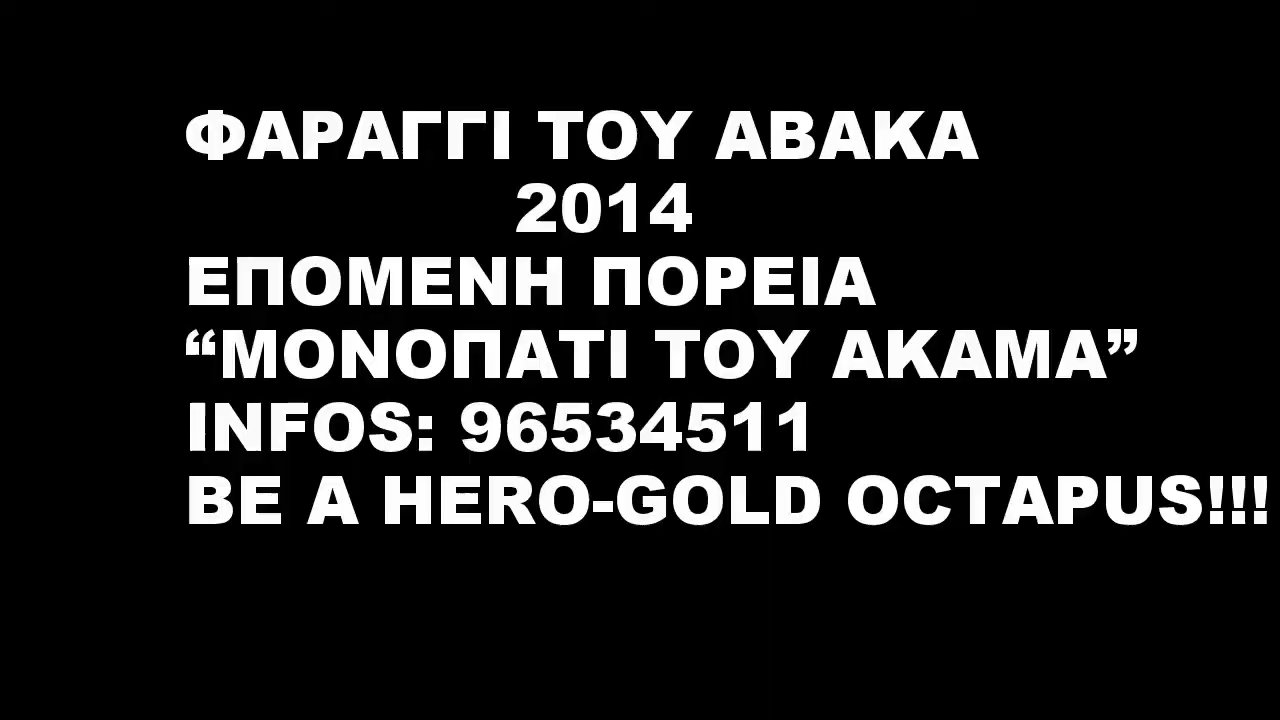 ΦΑΡΑΓΓΙ ΤΟΥ ΑΒΑΚΑ
2014
ΕΠΟΜΕΝΗ ΠΟΡΕΙΑ
“ΜΟΝΟΠΑΤΙ ΤΟΥ ΑΚΑΜΑ”
INFOS: 96534511
BE A HERO-GOLD OCTAPUS!!!